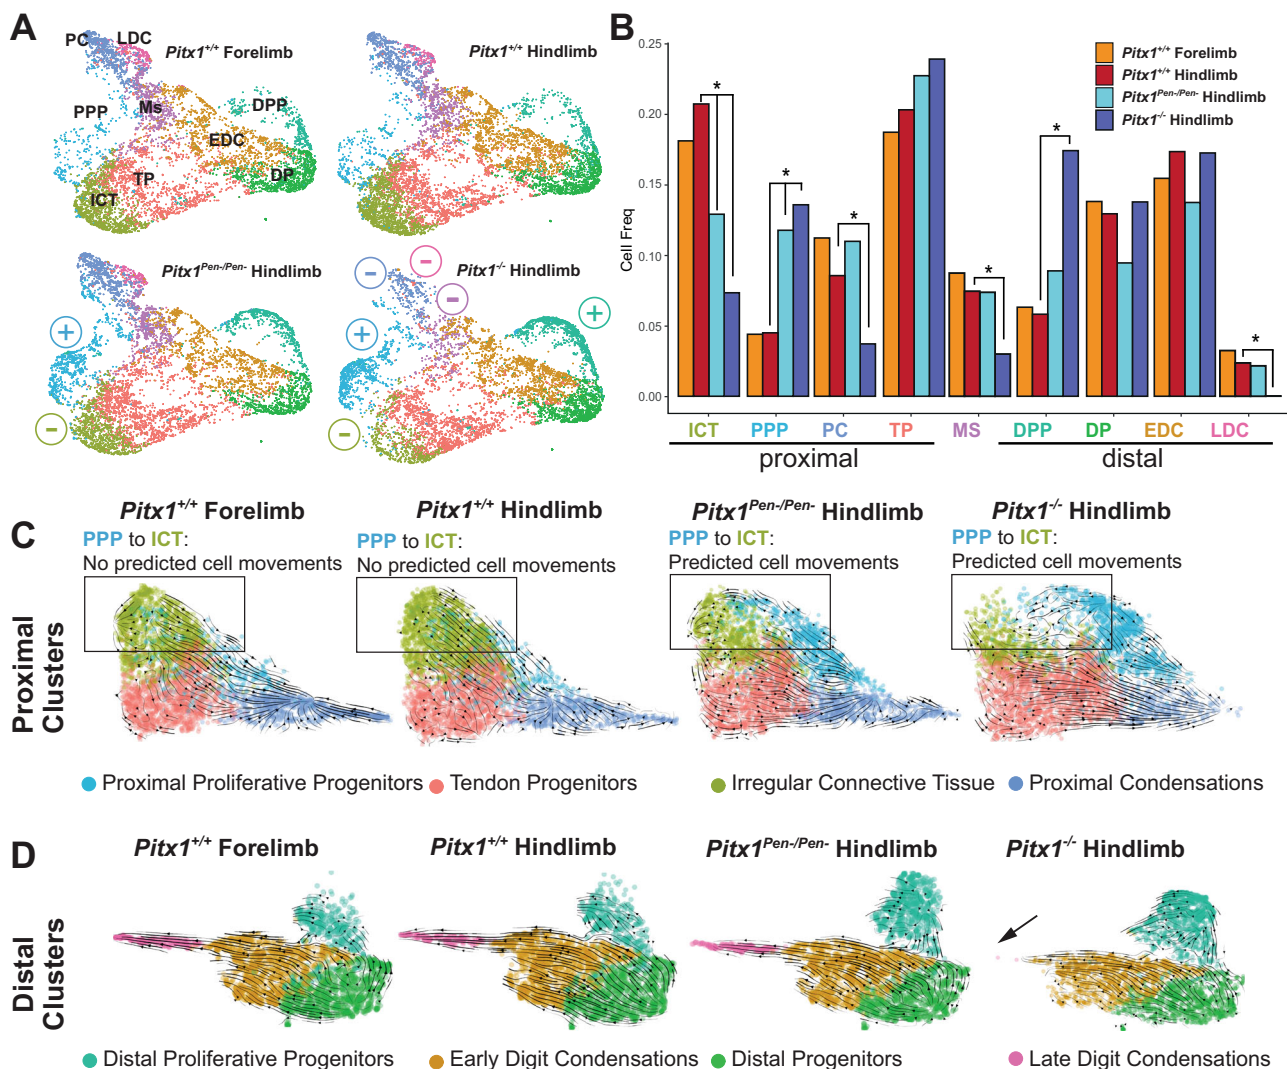 A
PC
LDC
Pitx1+/+ Forelimb
Ms
DPP
PPP
EDC
TP
DP
ICT
Pitx1+/+ Hindlimb
Pitx1Pen-/Pen- Hindlimb
+
-
Pitx1-/- Hindlimb
-
-
-
+
+
-
B
0.25
0.20
0.15
0.10
0.05
0.00
Cell Freq
Pitx1+/+ Forelimb
Pitx1+/+ Hindlimb
Pitx1Pen-/Pen- Hindlimb
Pitx1-/- Hindlimb
*
*
*
*
*
*
ICT PPP PC TP MS DPP DP EDC LDC
proximal distal
C
Proximal
Clusters
Pitx1+/+ Forelimb
PPP to ICT:
No predicted cell movements
Pitx1+/+ Hindlimb
PPP to ICT:
No predicted cell movements
Pitx1Pen-/Pen- Hindlimb
PPP to ICT:
Predicted cell movements
Pitx1-/- Hindlimb
PPP to ICT:
Predicted cell movements
Proximal Proliferative Progenitors Tendon Progenitors Irregular Connective Tissue Proximal Condensations
D
Distal
Clusters
Pitx1+/+ Forelimb
Pitx1+/+ Hindlimb
Pitx1Pen-/Pen- Hindlimb
Pitx1-/- Hindlimb
Distal Proliferative Progenitors Early Digit Condensations Distal Progenitors Late Digit Condensations